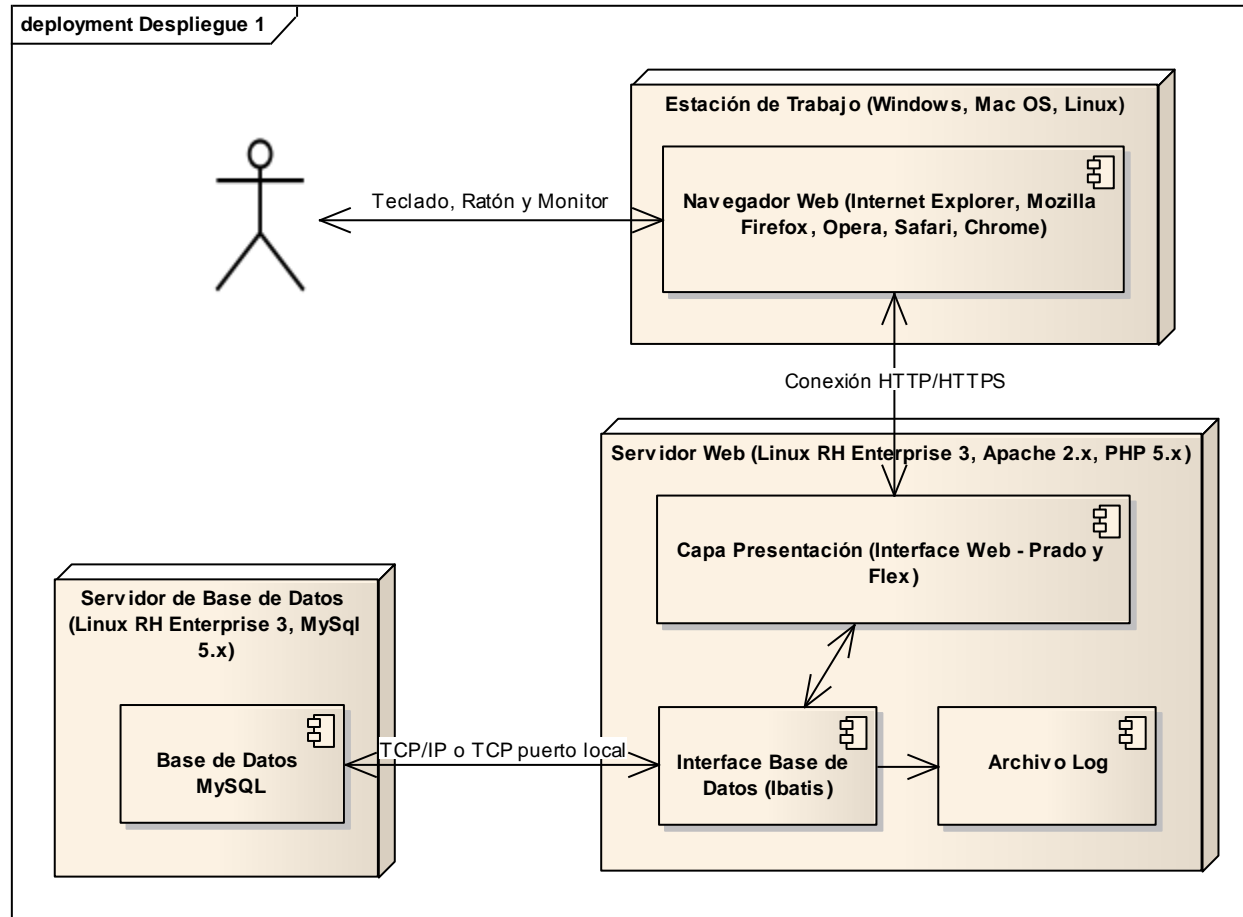 deployment Despliegue 1
Estación de Trabajo (Windows, Mac OS, Linux)
Navegador Web (Internet Explorer, Mozilla
Firefox, Opera, Safari, Chrome)
Teclado, Ratón y Monitor
Conexión HTTP/HTTPS
Servidor Web (Linux RH Enterprise 3, Apache 2.x, PHP 5.x)
Capa Presentación (Interface Web - Prado y
Flex)
Servidor de Base de Datos
(Linux RH Enterprise 3, MySql
5.x)
Base de Datos
MySQL
TCP/IP o TCP puerto local
Interface Base de
Datos (Ibatis)
Archivo Log